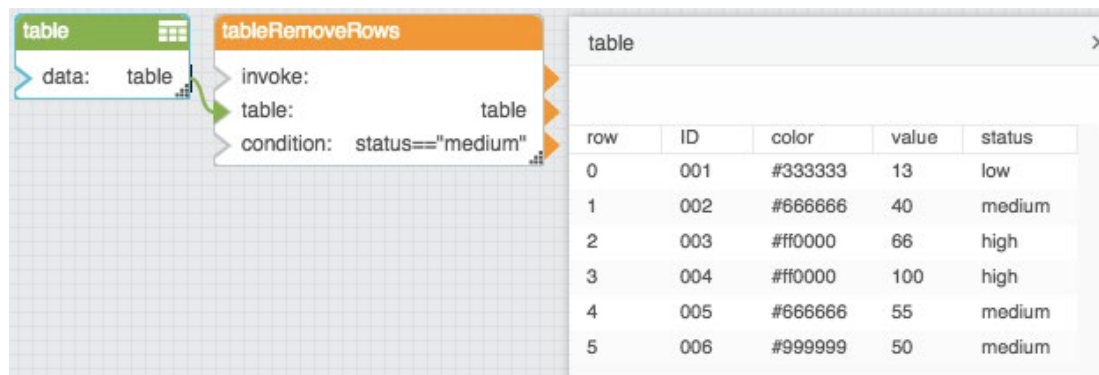 table
data: table
tableRemoveRows
invoke:
table: table
condition: status=="medium"
table
row ID color value status
0 001 #333333 13 low
1 002 #666666 40 medium
2 003 #ff0000 66 high
3 004 #ff0000 100 high
4 005 #666666 55 medium
5 006 #999999 50 medium